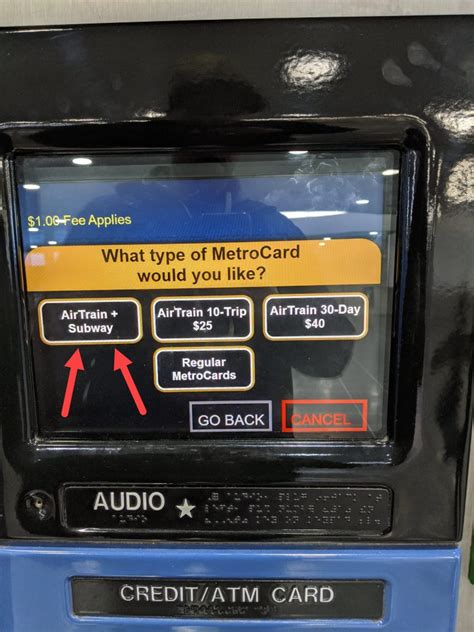 $1.00 Fee Applies
What type of MetroCard
would you like?
AirTrain +
Subway
AirTrain 10-Trip
$25
AirTrain 30-Day
$40
Regular
MetroCards
GO BACK
CANCEL
AUDIO
CREDIT/ATM CARD